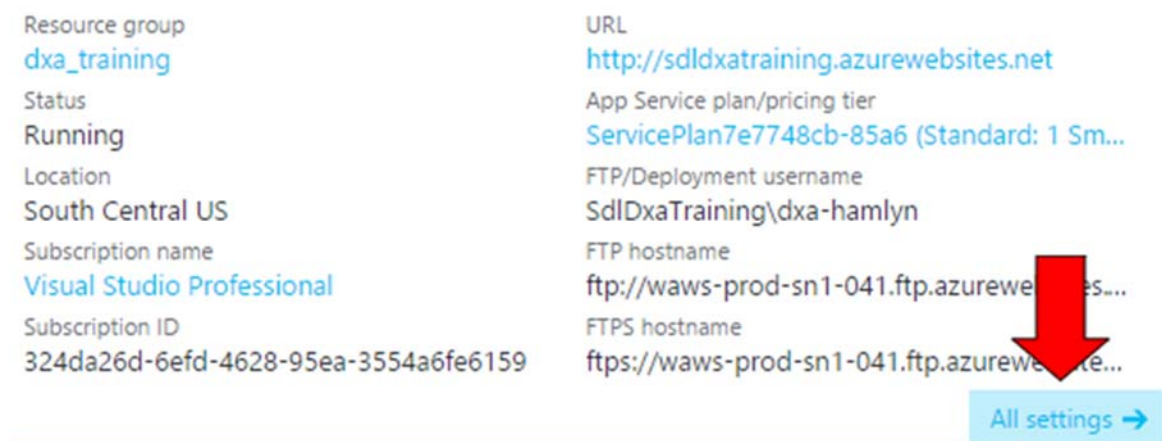 Resource group
dxa_training
Status
Running
Location
South Central US
Subscription name
Visual Studio Professional
Subscription ID
324da26d-6efd-4628-95ea-3554a6fe6159
URL
http://sdldxatraining.azurewebsites.net
App Service plan/pricing tier
ServicePlan7e7748cb-85a6 (Standard: 1 Sm...
FTP/Deployment username
SdlDxaTraining\dxa-hamlyn
FTP hostname
ftp://waws-prod-sn1-041.ftp.azurewe es....
FTPS hostname
ftps://waws-prod-sn1-041.ftp.azurewe te...
All settings →